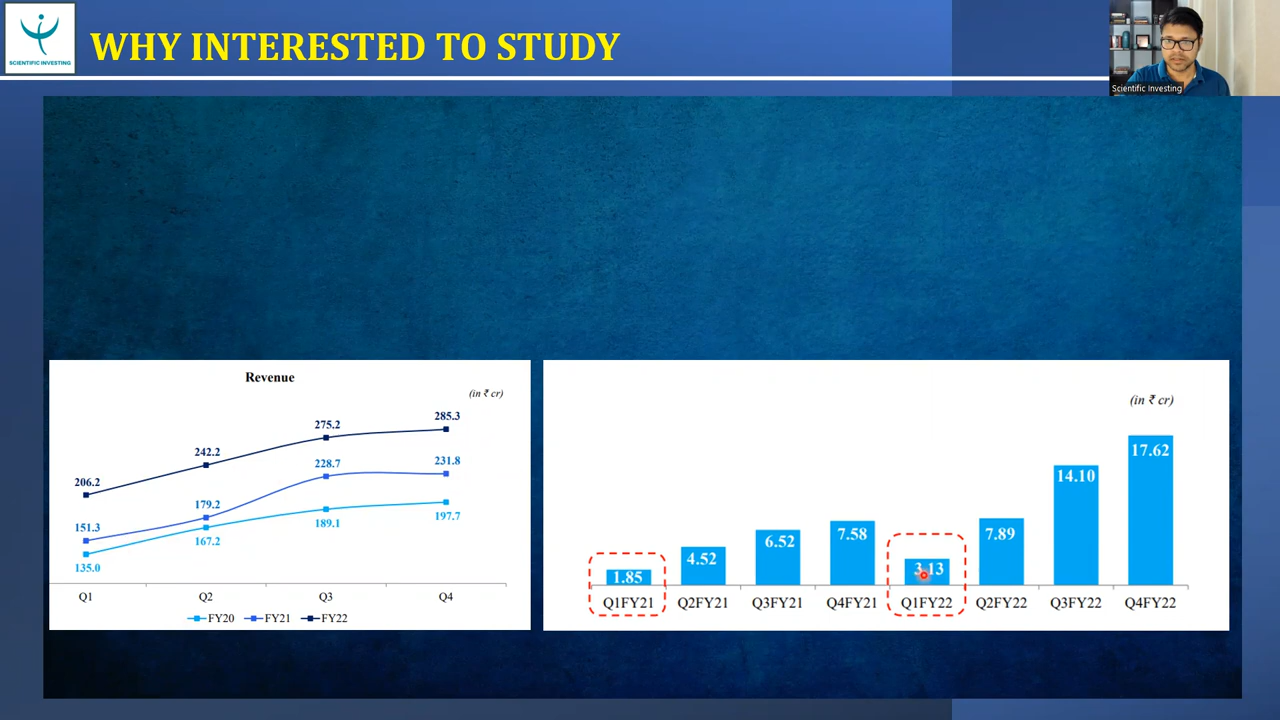 SCIENTIFIC INVESTING
WHY INTERESTED TO STUDY
Scientific Investing
Revenue
(in ₹ cr)
206.2
242.2
275.2
285.3
151.3
179.2
228.7
231.8
135.0
167.2
189.1
197.7
Q1 Q2 Q3 Q4
FY20 FY21 FY22
(in ₹ cr)
1.85
4.52
6.52
7.58
3.13
7.89
14.10
17.62
Q1FY21 Q2FY21 Q3FY21 Q4FY21 Q1FY22 Q2FY22 Q3FY22 Q4FY22